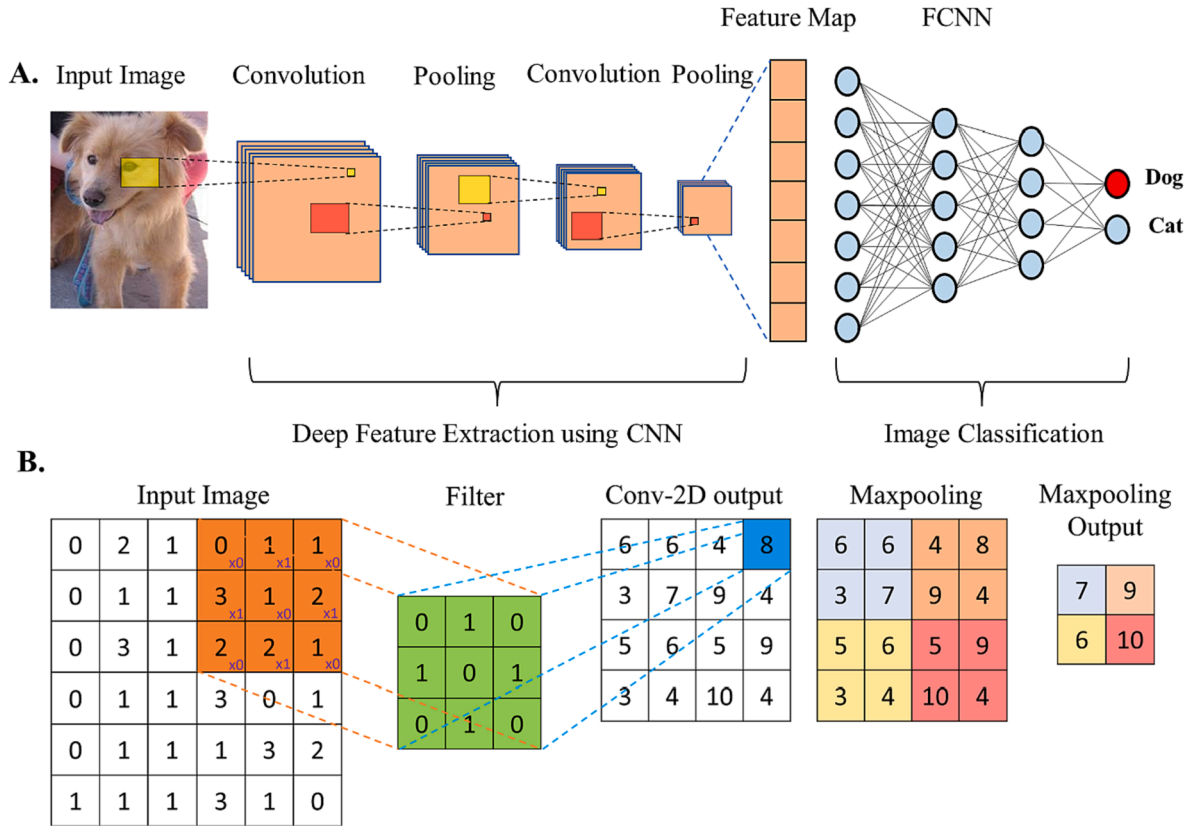 Feature Map FCNN
A. Input Image Convolution Pooling Convolution Pooling
Dog
Cat
Deep Feature Extraction using CNN Image Classification
B.
Input Image Filter Conv-2D output Maxpooling Maxpooling Output
0 2 1 0 x0 1 x1 1 x0
0 1 1 3 x1 1 x0 2 x1
0 3 1 2 x0 2 x1 1 x0
0 1 1 3 0 1
0 1 1 1 3 2
1 1 1 3 1 0
0 1 0
1 0 1
0 1 0
6 6 4 8
3 7 9 4
5 6 5 9
3 4 10 4
6 6 4 8
3 7 9 4
5 6 5 9
3 4 10 4
7 9
6 10